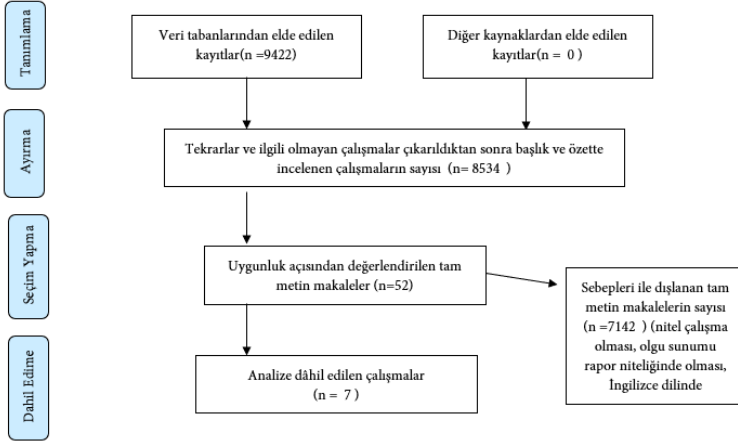 Tanımlama
Veri tabanlarından elde edilen
kayıtlar(n =9422)
Diğer kaynaklardan elde edilen
kayıtlar(n = 0 )
Ayırma
Tekrarlar ve ilgili olmayan çalışmalar çıkarıldıktan sonra başlık ve özette
incelenen çalışmaların sayısı (n= 8534 )
Seçim Yapma
Uygunluk açısından değerlendirilen tam
metin makaleler (n=52)
Sebepleri ile dışlanan tam
metin makalelerin sayısı
(n =7142 ) (nitel çalışma
olması, olgu sunumu
rapor niteliğinde olması,
İngilizce dilinde
Dahil Edime
Analize dâhil edilen çalışmalar
(n = 7 )